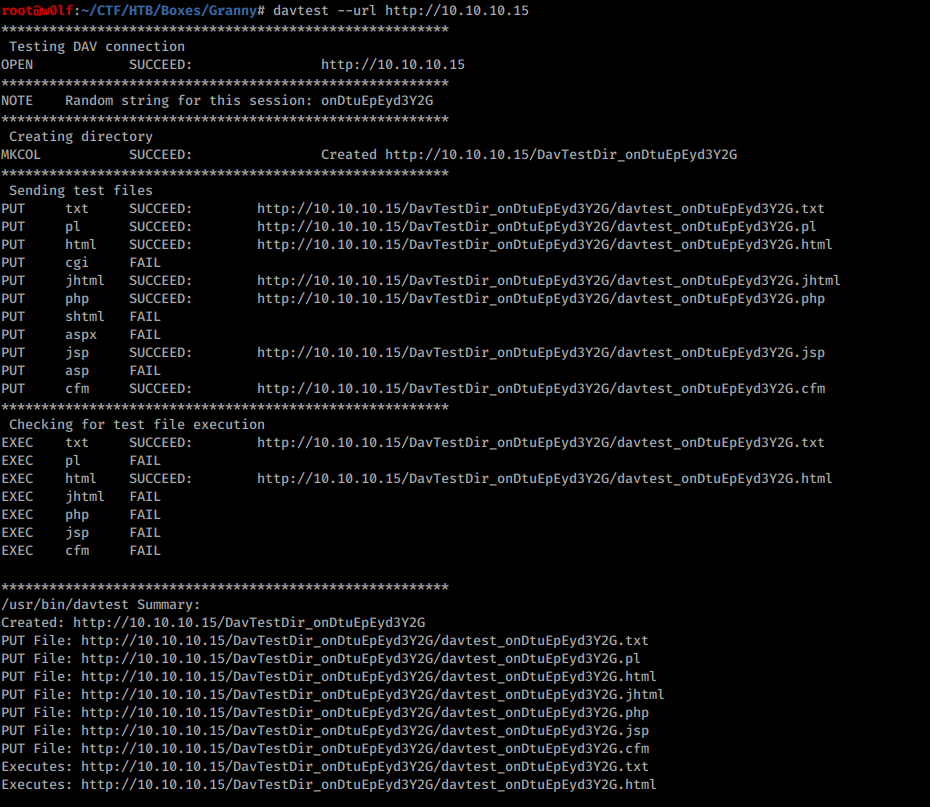 root@w0lf:~/CTF/HTB/Boxes/Granny# davtest --url http://10.10.10.15
********************************************************
 Testing DAV connection
OPEN            SUCCEED:                http://10.10.10.15
********************************************************
NOTE    Random string for this session: onDtuEpEyd3Y2G
********************************************************
 Creating directory
MKCOL           SUCCEED:                Created http://10.10.10.15/DavTestDir_onDtuEpEyd3Y2G
********************************************************
 Sending test files
PUT     txt     SUCCEED:        http://10.10.10.15/DavTestDir_onDtuEpEyd3Y2G/davtest_onDtuEpEyd3Y2G.txt
PUT     pl      SUCCEED:        http://10.10.10.15/DavTestDir_onDtuEpEyd3Y2G/davtest_onDtuEpEyd3Y2G.pl
PUT     html    SUCCEED:        http://10.10.10.15/DavTestDir_onDtuEpEyd3Y2G/davtest_onDtuEpEyd3Y2G.html
PUT     cgi     FAIL
PUT     jhtml   SUCCEED:        http://10.10.10.15/DavTestDir_onDtuEpEyd3Y2G/davtest_onDtuEpEyd3Y2G.jhtml
PUT     php     SUCCEED:        http://10.10.10.15/DavTestDir_onDtuEpEyd3Y2G/davtest_onDtuEpEyd3Y2G.php
PUT     shtml   FAIL
PUT     aspx    FAIL
PUT     jsp     SUCCEED:        http://10.10.10.15/DavTestDir_onDtuEpEyd3Y2G/davtest_onDtuEpEyd3Y2G.jsp
PUT     asp     FAIL
PUT     cfm     SUCCEED:        http://10.10.10.15/DavTestDir_onDtuEpEyd3Y2G/davtest_onDtuEpEyd3Y2G.cfm
********************************************************
 Checking for test file execution
EXEC    txt     SUCCEED:        http://10.10.10.15/DavTestDir_onDtuEpEyd3Y2G/davtest_onDtuEpEyd3Y2G.txt
EXEC    pl      FAIL
EXEC    html    SUCCEED:        http://10.10.10.15/DavTestDir_onDtuEpEyd3Y2G/davtest_onDtuEpEyd3Y2G.html
EXEC    jhtml   FAIL
EXEC    php     FAIL
EXEC    jsp     FAIL
EXEC    cfm     FAIL

********************************************************
/usr/bin/davtest Summary:
Created: http://10.10.10.15/DavTestDir_onDtuEpEyd3Y2G
PUT File: http://10.10.10.15/DavTestDir_onDtuEpEyd3Y2G/davtest_onDtuEpEyd3Y2G.txt
PUT File: http://10.10.10.15/DavTestDir_onDtuEpEyd3Y2G/davtest_onDtuEpEyd3Y2G.pl
PUT File: http://10.10.10.15/DavTestDir_onDtuEpEyd3Y2G/davtest_onDtuEpEyd3Y2G.html
PUT File: http://10.10.10.15/DavTestDir_onDtuEpEyd3Y2G/davtest_onDtuEpEyd3Y2G.jhtml
PUT File: http://10.10.10.15/DavTestDir_onDtuEpEyd3Y2G/davtest_onDtuEpEyd3Y2G.php
PUT File: http://10.10.10.15/DavTestDir_onDtuEpEyd3Y2G/davtest_onDtuEpEyd3Y2G.jsp
PUT File: http://10.10.10.15/DavTestDir_onDtuEpEyd3Y2G/davtest_onDtuEpEyd3Y2G.cfm
Executes: http://10.10.10.15/DavTestDir_onDtuEpEyd3Y2G/davtest_onDtuEpEyd3Y2G.txt
Executes: http://10.10.10.15/DavTestDir_onDtuEpEyd3Y2G/davtest_onDtuEpEyd3Y2G.html